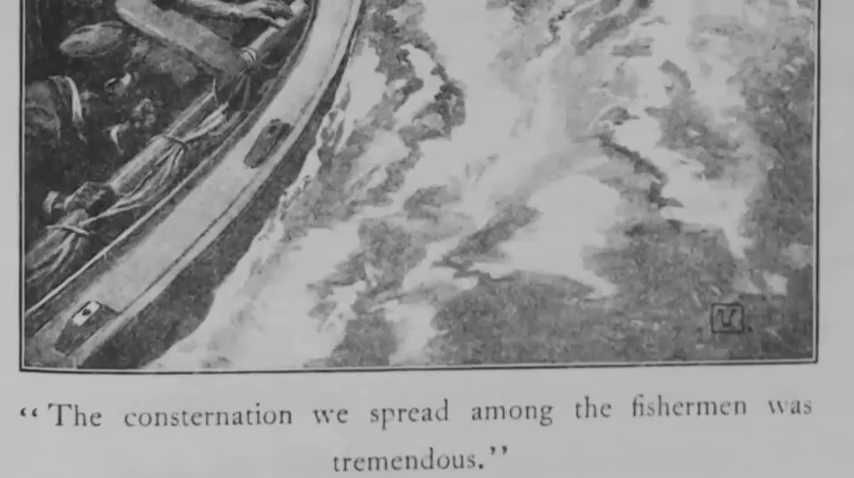 “The consternation we spread among the fishermen was
tremendous.”